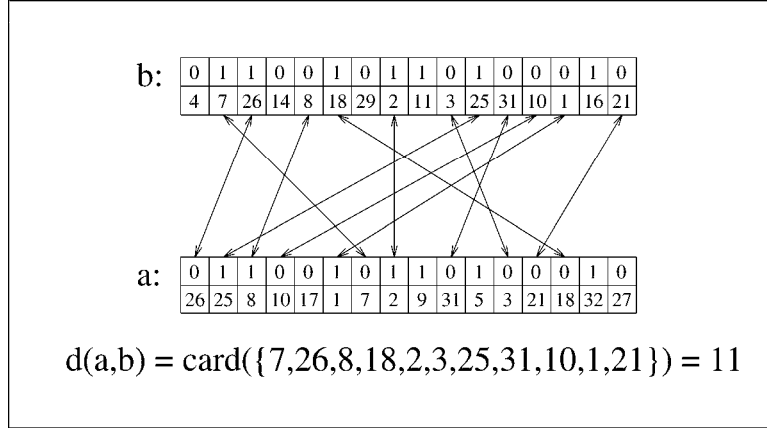 b: 0 1 1 0 0 1 0 1 1 0 1 0 0 0 1 0
4 7 26 14 8 18 29 2 11 3 25 31 10 1 16 21
a: 0 1 1 0 0 1 0 1 1 0 1 0 0 0 1 0
26 25 8 10 17 1 7 2 9 31 5 3 21 18 32 27
d(a,b) = card({7,26,8,18,2,3,25,31,10,1,21}) = 11